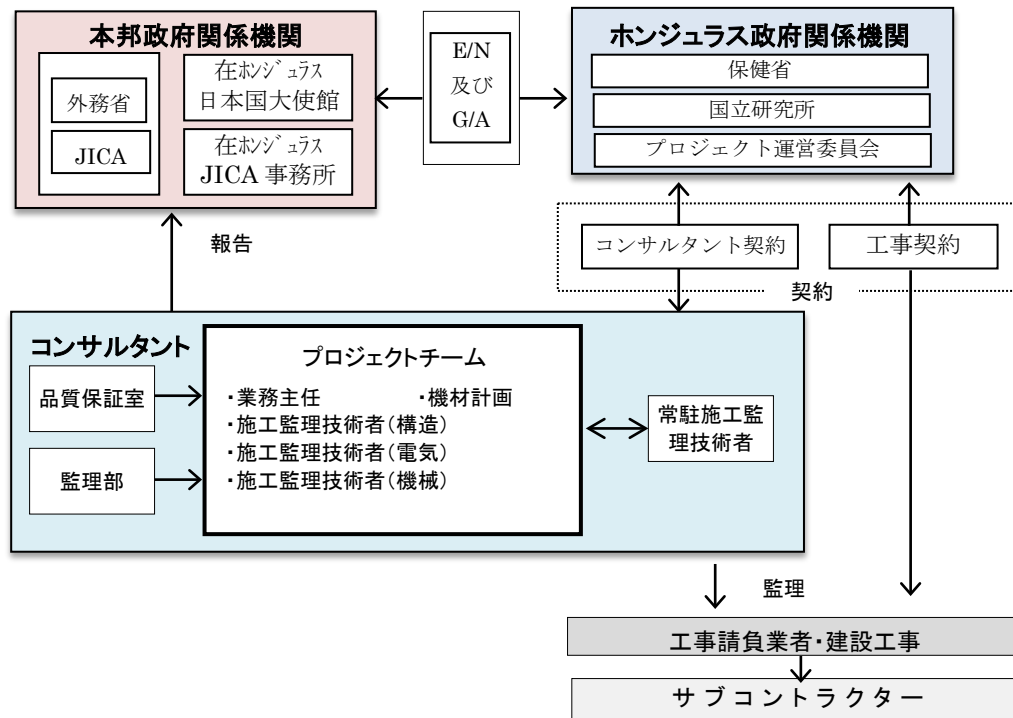 本邦政府関係機関
外務省
JICA
在ﾎﾝｼﾞｭﾗｽ
日本国大使館
在ﾎﾝｼﾞｭﾗｽ
JICA 事務所
E/N
及び
G/A
ホンジュラス政府関係機関
保健省
国立研究所
プロジェクト運営委員会
報告
コンサルタント契約
工事契約
契約
コンサルタント
品質保証室
監理部
プロジェクトチーム
・業務主任 ・機材計画
・施工監理技術者(構造)
・施工監理技術者(電気)
・施工監理技術者(機械)
常駐施工監
理技術者
監理
工事請負業者・建設工事
サブコントラクター